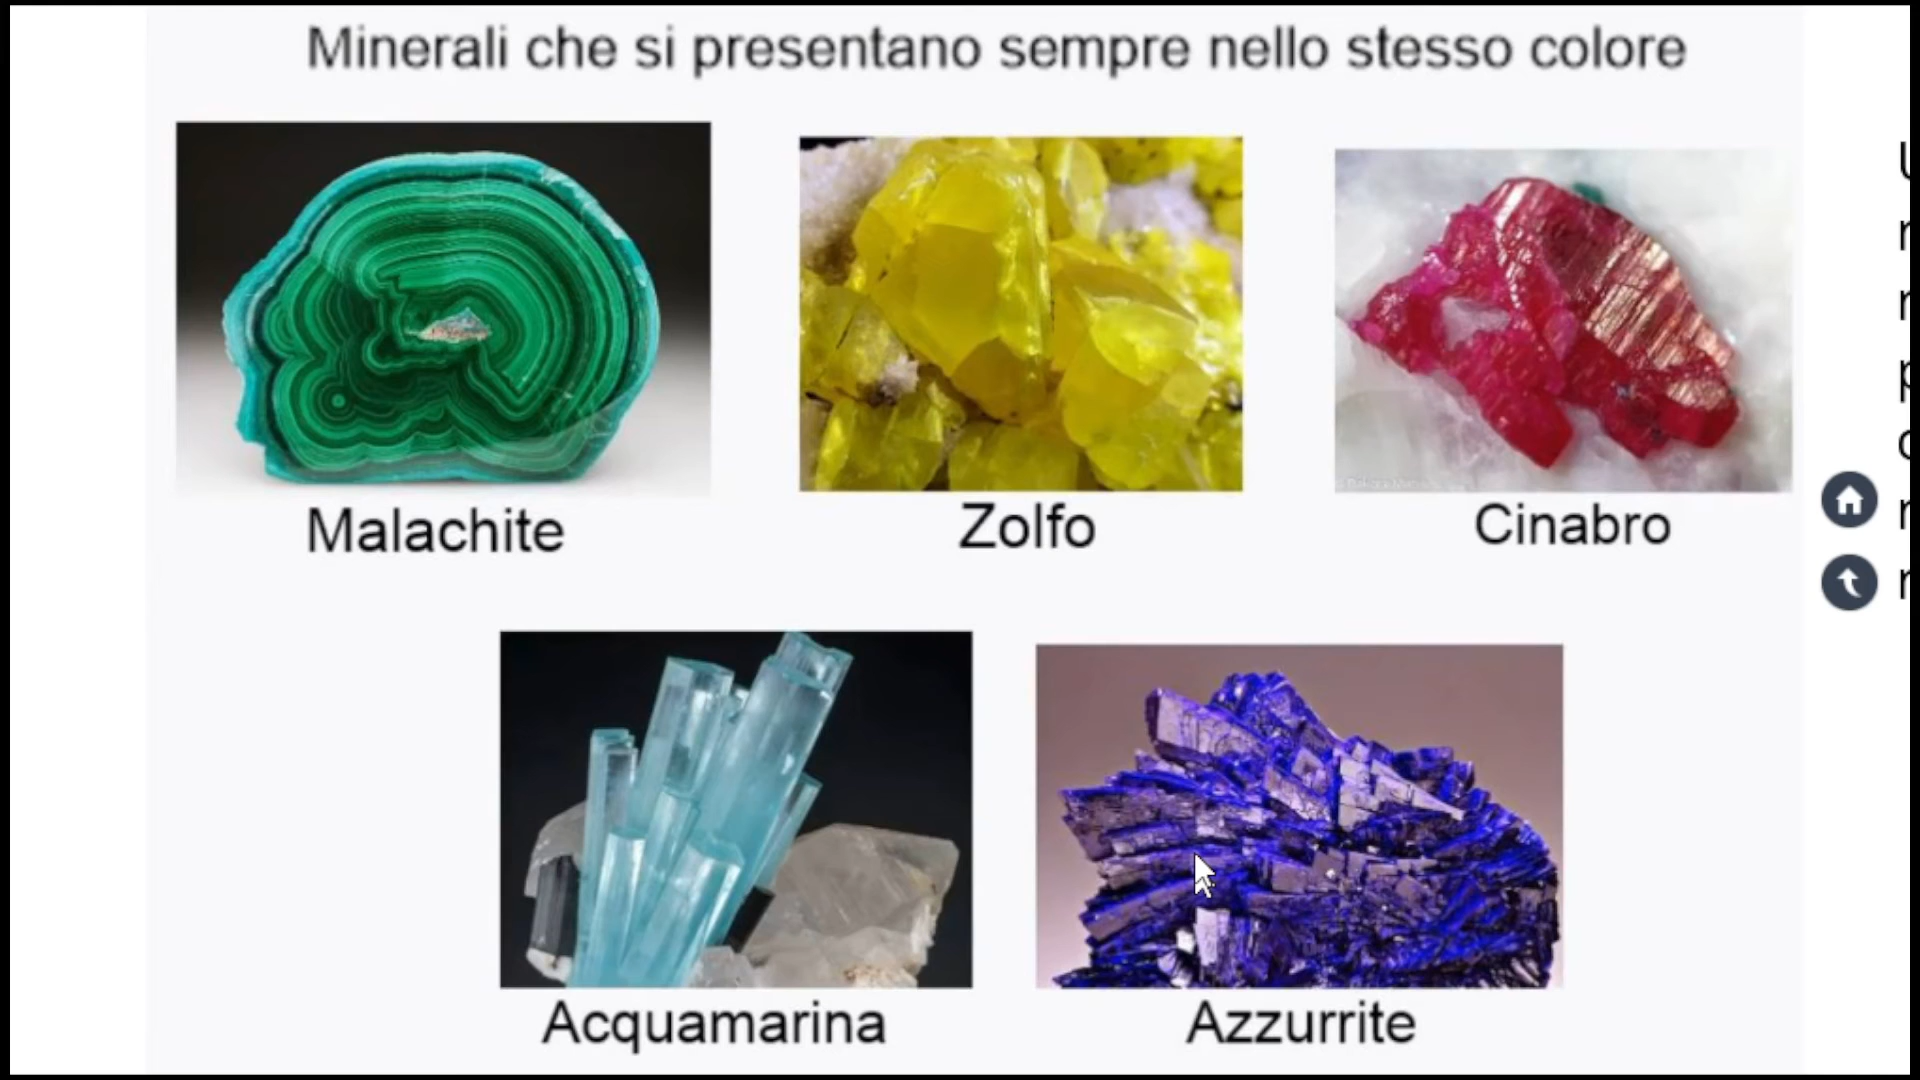 Minerali che si presentano sempre nello stesso colore
Malachite
Zolfo
Cinabro
Acquamarina
Azzurrite